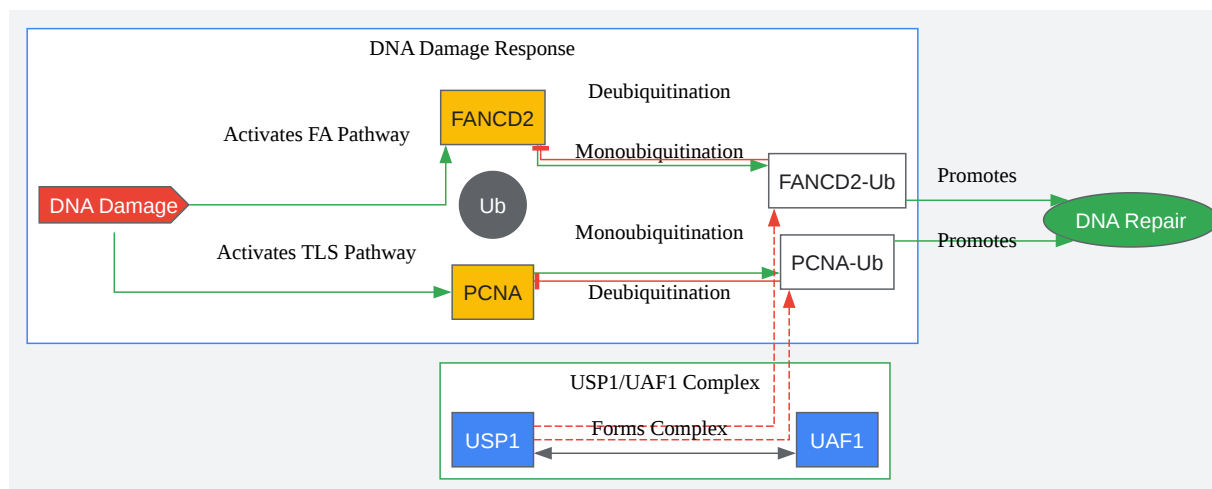 DNA Damage Response
Deubiquitination
FANCD2
Activates FA Pathway
Monoubiquitination
FANCD2-Ub
Promotes
DNA Damage
Ub
DNA Repair
Monoubiquitination
Promotes
Activates TLS Pathway
PCNA-Ub
PCNA
Deubiquitination
USP1/UAF1 Complex
Forms Complex
USP1
UAF1